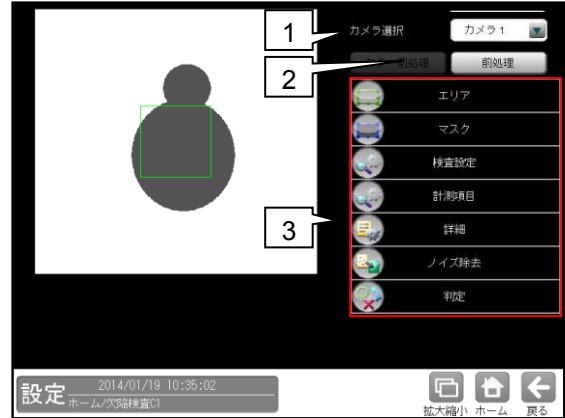 1
カメラ選択
カメラ1
2
前処理
前処理
エリア
マスク
検査設定
計測項目
3
詳細
ノイズ除去
判定
設定
2014/01/19 10:35:02
ホーム/欠陥検査C1
拡大縮小
ホーム
戻る